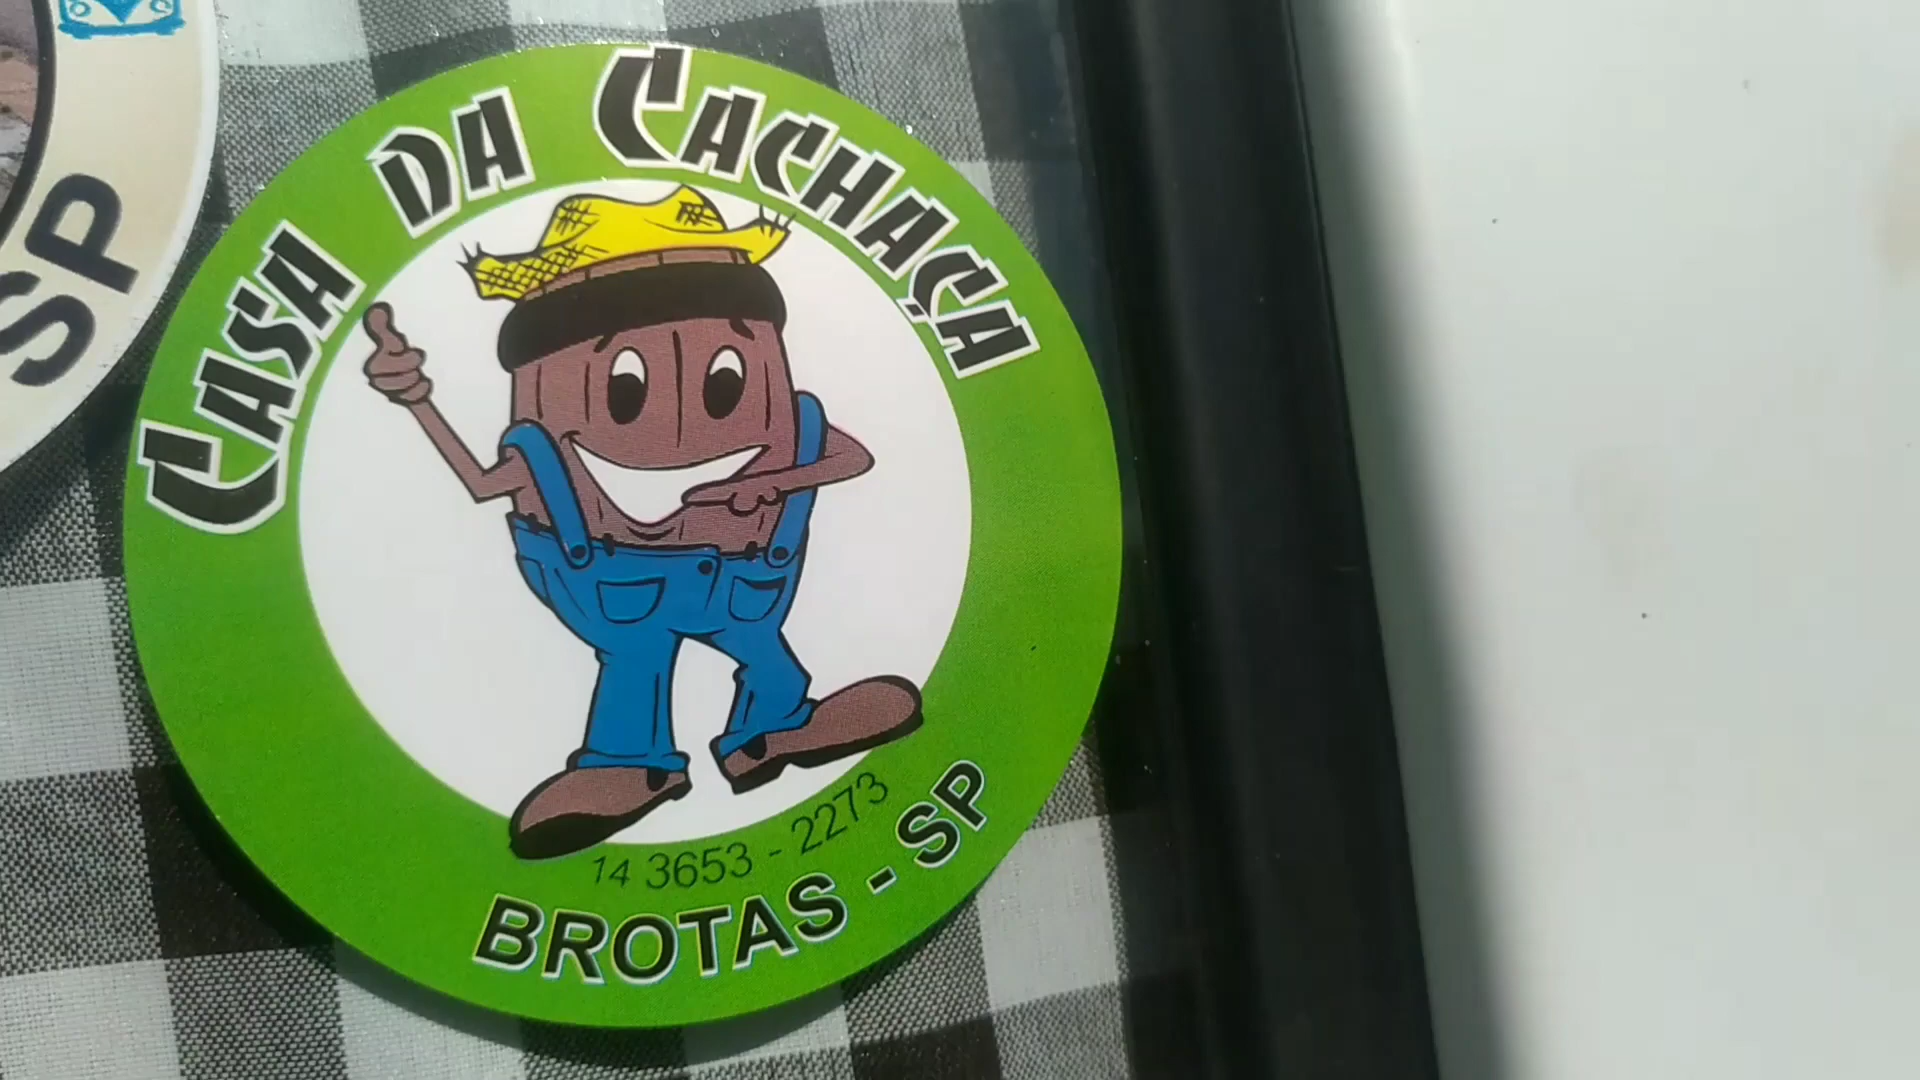 SP
CASA DA CACHAÇA
14 3653 - 2273
BROTAS - SP